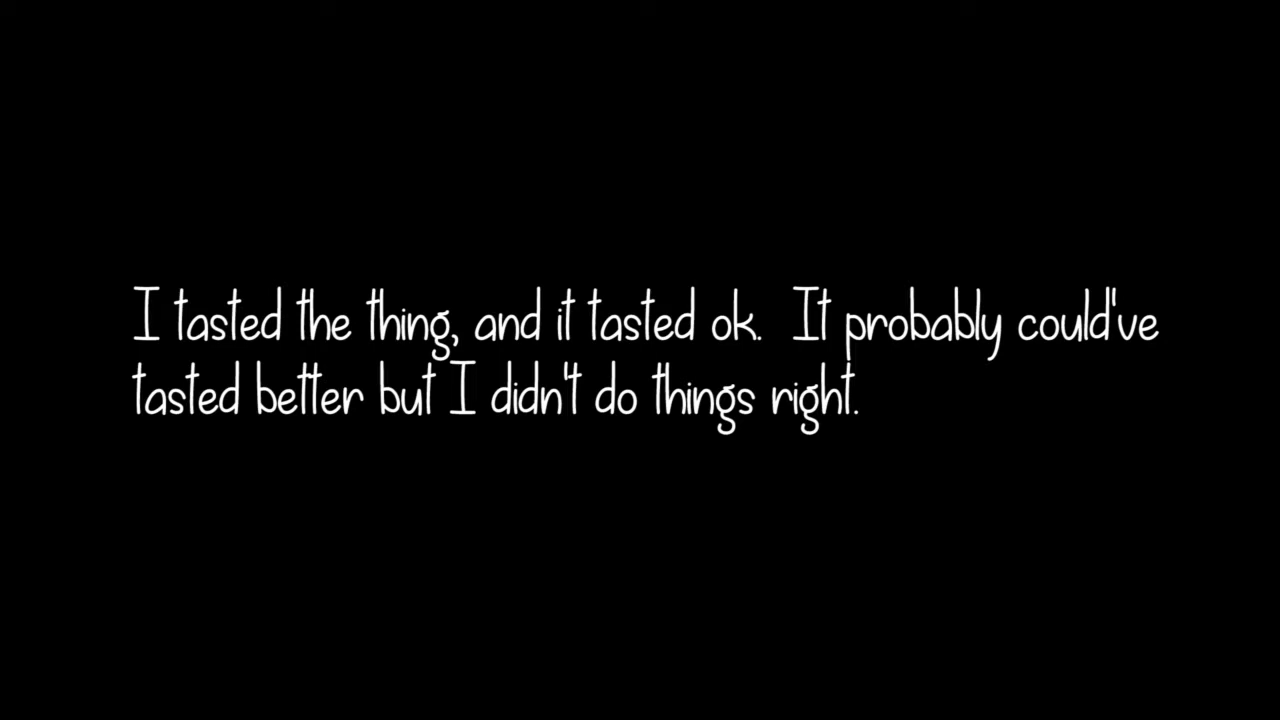 I tasted the thing, and it tasted ok.  It probably could've
tasted better but I didn't do things right.